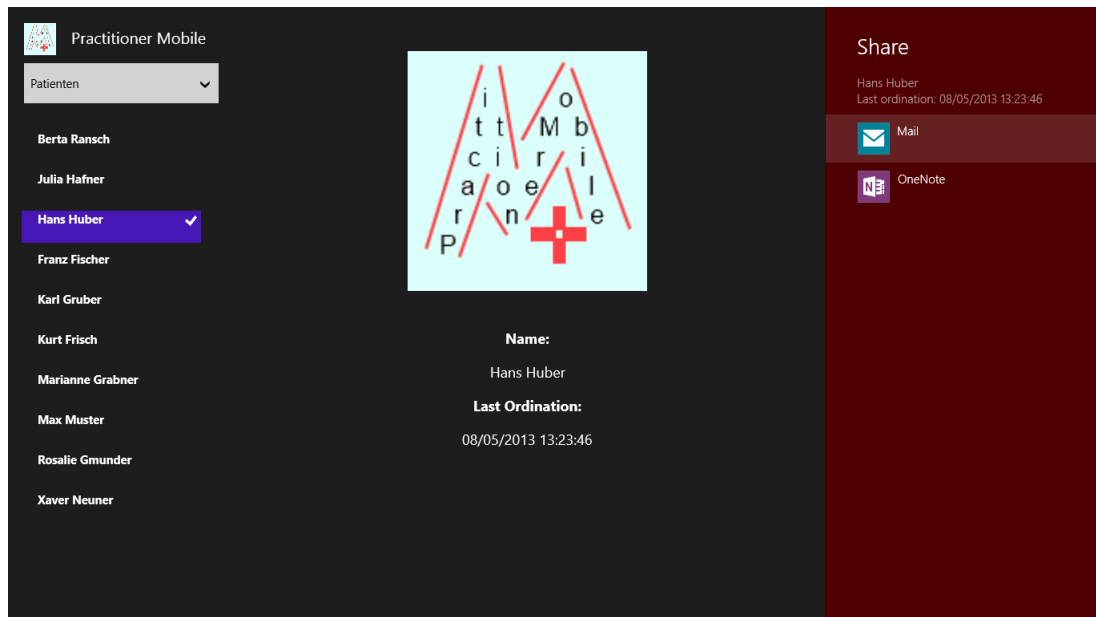 Practitioner Mobile
Patienten
Berta Ransch
Julia Hafner
Hans Huber
Franz Fischer
Karl Gruber
Kurt Frisch
Marianne Grabner
Max Muster
Rosalie Gmunder
Xaver Neuner
i o
t t M b
c i r i
a o e l
r n e
P
Name:
Hans Huber
Last Ordination:
08/05/2013 13:23:46
Share
Hans Huber
Last ordination: 08/05/2013 13:23:46
Mail
N
OneNote